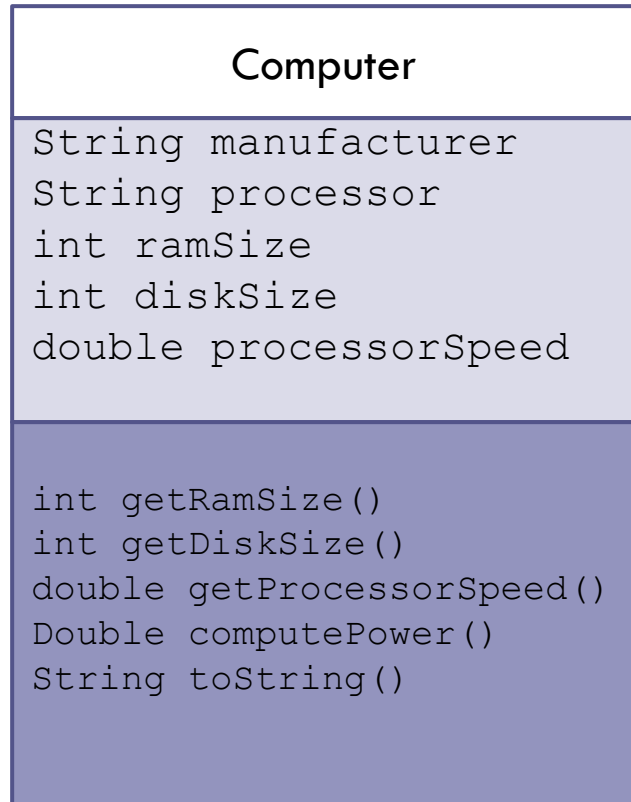 Computer
String manufacturer
String processor
int ramSize
int diskSize
double processorSpeed
int getRamSize()
int getDiskSize()
double getProcessorSpeed()
Double computePower()
String toString()